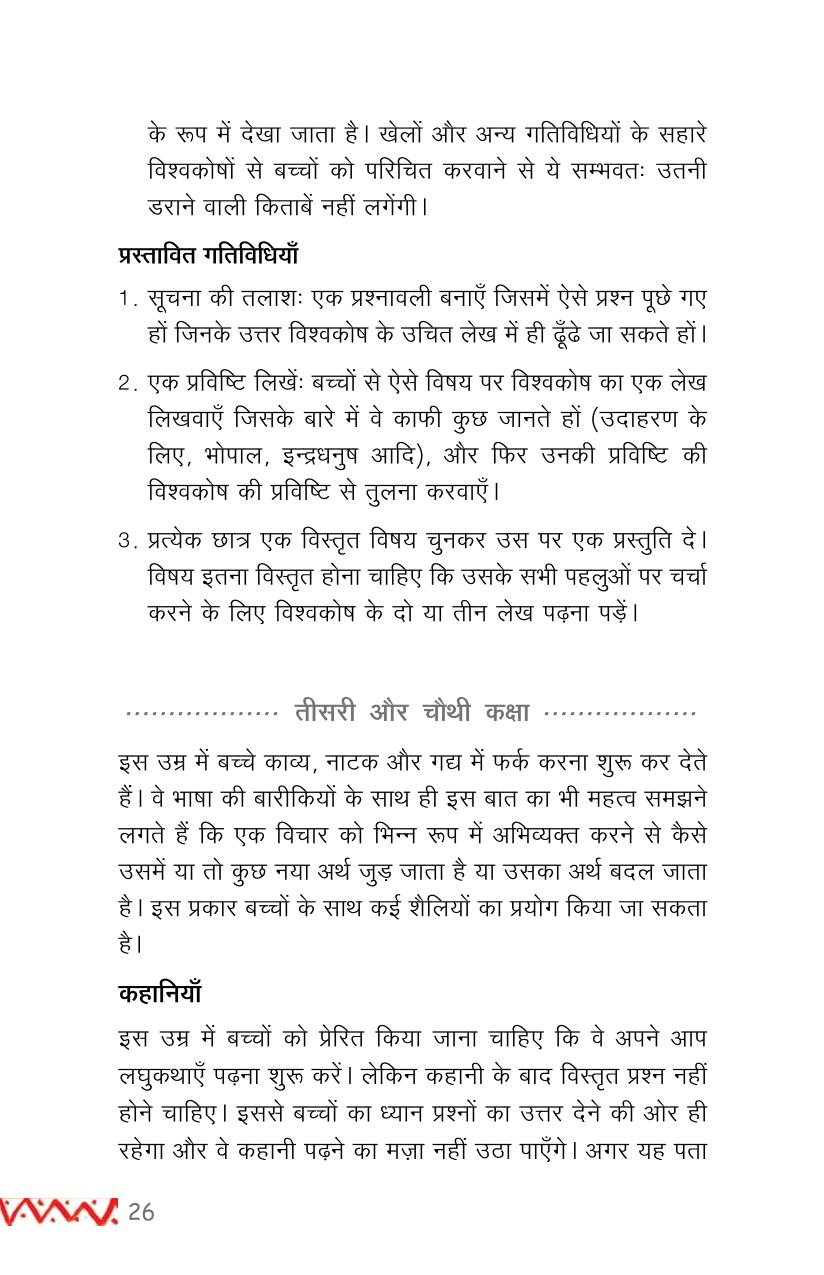 के रूप में देखा जाता है। खेलों और अन्य गतिविधियों के सहारे
विश्वकोषों से बच्चों को परिचित करवाने से ये सम्भवतः उतनी
डराने वाली किताबें नहीं लगेंगी।
प्रस्तावित गतिविधियाँ
1. सूचना की तलाशः एक प्रश्नावली बनाएँ जिसमें ऐसे प्रश्न पूछे गए
हों जिनके उत्तर विश्वकोष के उचित लेख में ही ढूँढे जा सकते हों।
2. एक प्रविष्टि लिखेंः बच्चों से ऐसे विषय पर विश्वकोष का एक लेख
लिखवाएँ जिसके बारे में वे काफी कुछ जानते हों (उदाहरण के
लिए, भोपाल, इन्द्रधनुष आदि), और फिर उनकी प्रविष्टि की
विश्वकोष की प्रविष्टि से तुलना करवाएँ।
3. प्रत्येक छात्र एक विस्तृत विषय चुनकर उस पर एक प्रस्तुति दे।
विषय इतना विस्तृत होना चाहिए कि उसके सभी पहलुओं पर चर्चा
करने के लिए विश्वकोष के दो या तीन लेख पढ़ना पड़ें।
.................. तीसरी और चौथी कक्षा ..................
इस उम्र में बच्चे काव्य, नाटक और गद्य में फर्क करना शुरू कर देते
हैं। वे भाषा की बारीकियों के साथ ही इस बात का भी महत्व समझने
लगते हैं कि एक विचार को भिन्न रूप में अभिव्यक्त करने से कैसे
उसमें या तो कुछ नया अर्थ जुड़ जाता है या उसका अर्थ बदल जाता
है। इस प्रकार बच्चों के साथ कई शैलियों का प्रयोग किया जा सकता
है।
कहानियाँ
इस उम्र में बच्चों को प्रेरित किया जाना चाहिए कि वे अपने आप
लघुकथाएँ पढ़ना शुरू करें। लेकिन कहानी के बाद विस्तृत प्रश्न नहीं
होने चाहिए। इससे बच्चों का ध्यान प्रश्नों का उत्तर देने की ओर ही
रहेगा और वे कहानी पढ़ने का मज़ा नहीं उठा पाएँगे। अगर यह पता
26